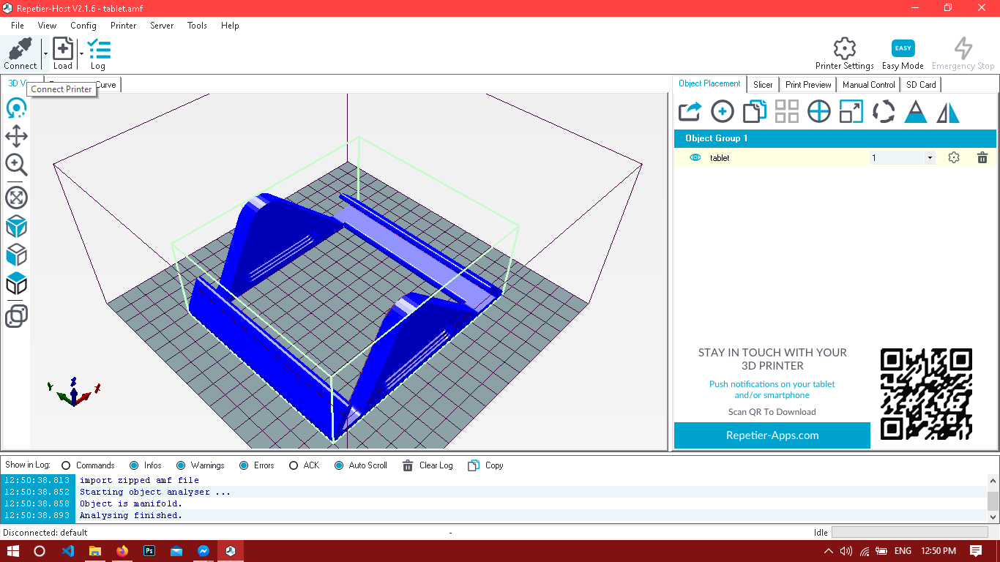 Repetier-Host V2.1.6 - tablet.amf
File View Config Printer Server Tools Help
Connect Load Log
EASY
Printer Settings Easy Mode Emergency Stop
3D Vi Curve
Connect Printer
Object Placement Slicer Print Preview Manual Control SD Card
Object Group 1
tablet 1
Y Z X
STAY IN TOUCH WITH YOUR
3D PRINTER
Push notifications on your tablet
and/or smartphone
Scan QR To Download
Repetier-Apps.com
Show in Log: Commands Infos Warnings Errors ACK Auto Scroll Clear Log Copy
12:50:38.813 import zipped amf file
12:50:38.852 Starting object analyser ...
12:50:38.858 Object is manifold.
12:50:38.893 Analysing finished.
Disconnected: default - Idle
Ps
ENG 12:50 PM